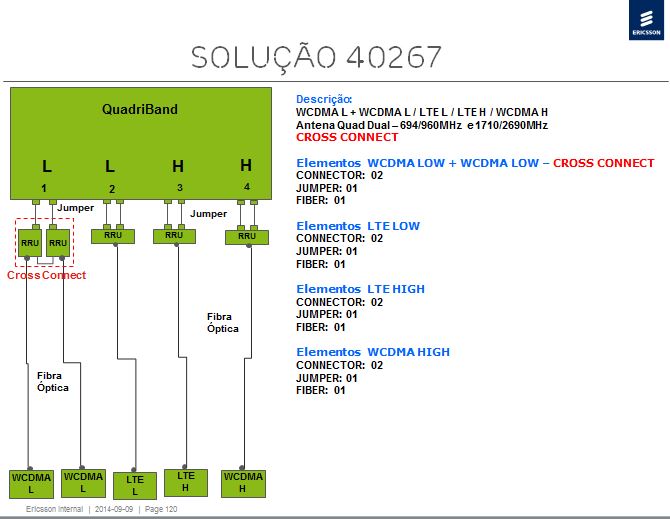 ERICSSON
SOLUÇÃO 40267
QuadriBand
L L H H
1 2 3 4
Jumper
Jumper
RRU RRU RRU RRU RRU
Cross Connect
Fibra
Óptica
Fibra
Óptica
WCDMA
L
WCDMA
L
LTE
L
LTE
H
WCDMA
H
Descrição:
WCDMA L + WCDMA L / LTE L / LTE H / WCDMA H
Antena Quad Dual – 694/960MHz e 1710/2690MHz
CROSS CONNECT
Elementos WCDMA LOW + WCDMA LOW – CROSS CONNECT
CONNECTOR: 02
JUMPER: 01
FIBER: 01
Elementos LTE LOW
CONNECTOR: 02
JUMPER: 01
FIBER: 01
Elementos LTE HIGH
CONNECTOR: 02
JUMPER: 01
FIBER: 01
Elementos WCDMA HIGH
CONNECTOR: 02
JUMPER: 01
FIBER: 01
Ericsson Internal | 2014-09-09 | Page 120